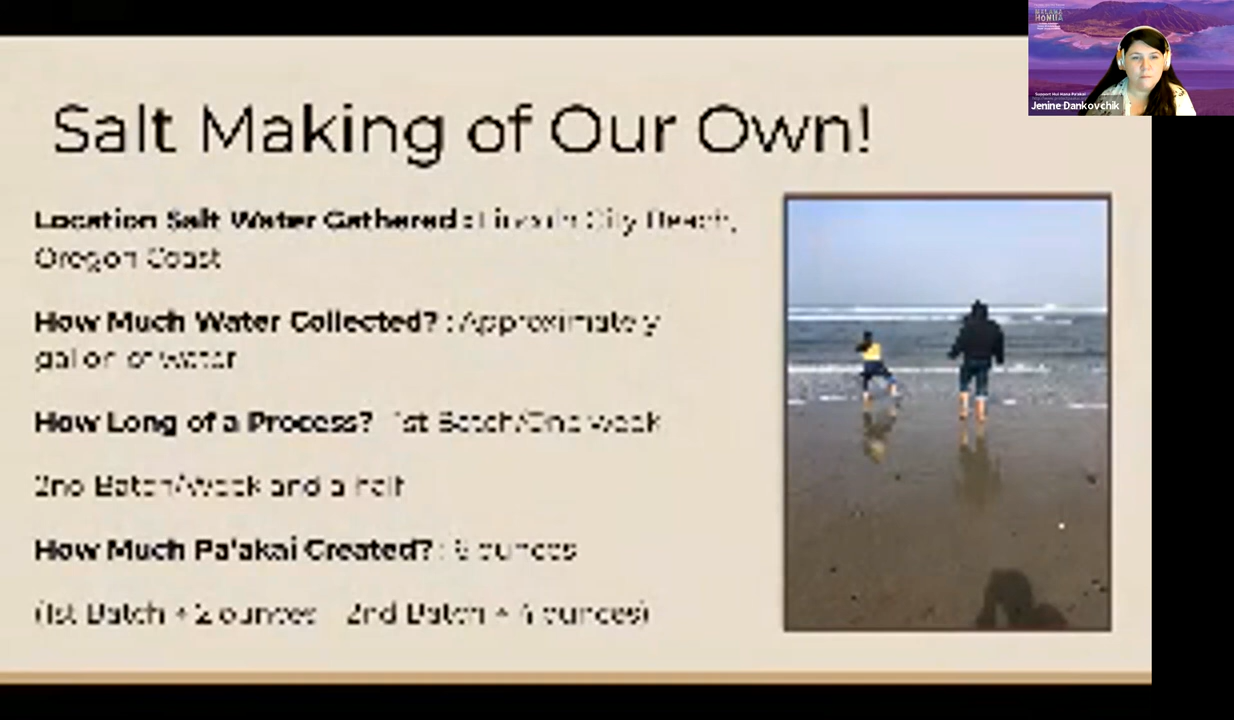 Salt Making of Our Own!
Location Salt Water Gathered : Lincoln City Beach,
Oregon Coast
How Much Water Collected? : Approximately
gallon of water
How Long of a Process? 1st Batch/One week
2nd Batch/Week and a half
How Much Pa'akai Created? : 6 ounces
(1st Batch 2 ounces 2nd Batch 4 ounces)
Jenine Dankovchik